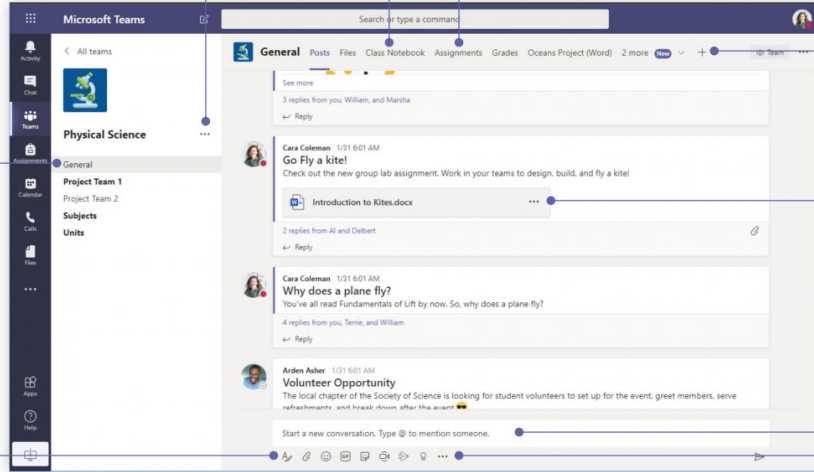 Microsoft Teams
Search or type a command
Activity
Chat
Teams
Assignments
Calendar
Calls
Files
Apps
Help
All teams
Physical Science
General
Project Team 1
Project Team 2
Subjects
Units
General Posts Files Class Notebook Assignments Grades Oceans Project (Word) 2 more New
Team
See more
3 replies from you, William, and Marsha
Reply
Cara Coleman 1/31 6:01 AM
Go Fly a kite!
Check out the new group lab assignment. Work in your teams to design, build, and fly a kite!
Introduction to Kites.docx
2 replies from Al and Delbert
Reply
Cara Coleman 1/31 6:01 AM
Why does a plane fly?
You've all read Fundamentals of Lift by now. So, why does a plane fly?
4 replies from you, Terrie, and William
Reply
Arden Asher 1/31 6:01 AM
Volunteer Opportunity
The local chapter of the Society of Science is looking for student volunteers to set up for the event, greet members, serve
refreshments, and break down after the event 😎
Start a new conversation. Type @ to mention someone.
GIF